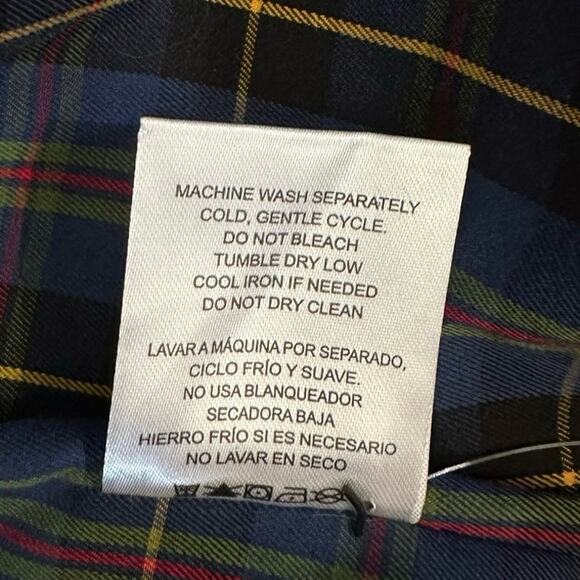 MACHINE WASH SEPARATELY
COLD, GENTLE CYCLE.
DO NOT BLEACH
TUMBLE DRY LOW
COOL IRON IF NEEDED
DO NOT DRY CLEAN
LAVAR A MÁQUINA POR SEPARADO,
CICLO FRÍO Y SUAVE.
NO USA BLANQUEADOR
SECADORA BAJA
HIERRO FRÍO SI ES NECESARIO
NO LAVAR EN SECO